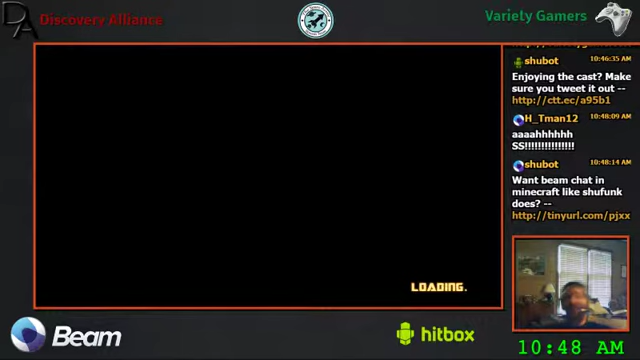 DA Discovery Alliance
Variety Gamers
shubot 10:46:35 AM
Enjoying the cast? Make
sure you tweet it out --
http://ctt.ec/a95b1
H_Tman12 10:48:09 AM
aaaahhhhhh
SS!!!!!!!!!!!!!!!
shubot 10:48:14 AM
Want beam chat in
minecraft like shufunk
does? --
http://tinyurl.com/pjxx
LOADING.
Beam
hitbox
10:48 AM